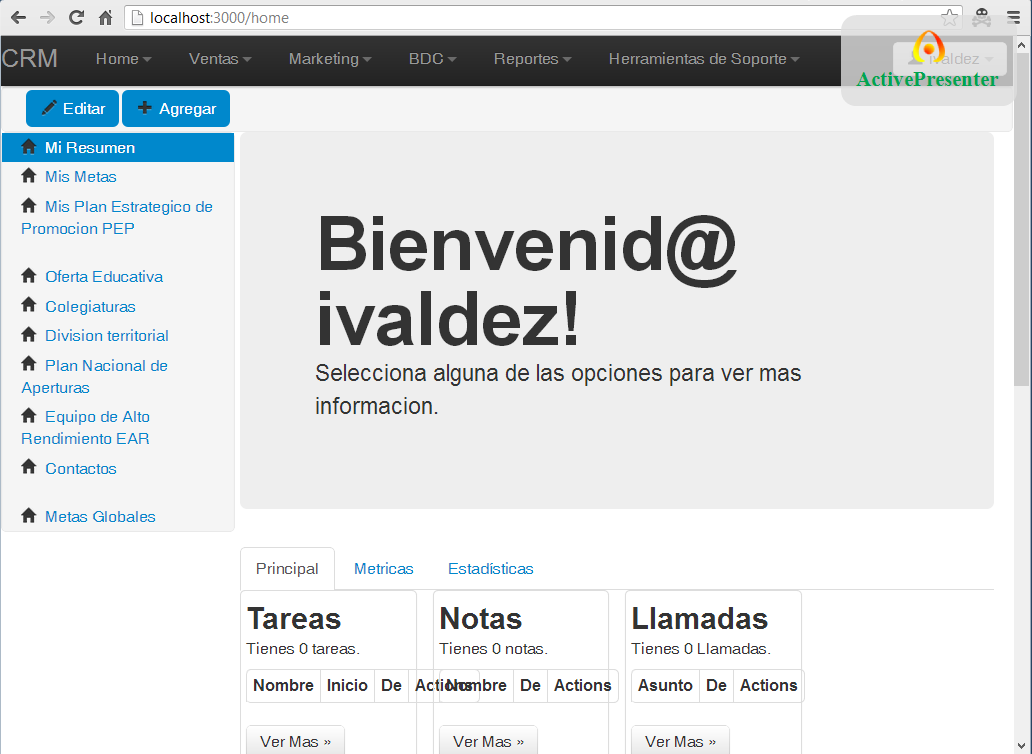 localhost:3000/home
CRM Home Ventas Marketing BDC Reportes Herramientas de Soporte ivaldez
ActivePresenter
Editar Agregar
Mi Resumen
Mis Metas
Mis Plan Estrategico de
Promocion PEP
Oferta Educativa
Colegiaturas
Division territorial
Plan Nacional de
Aperturas
Equipo de Alto
Rendimiento EAR
Contactos
Metas Globales
Bienvenid@
ivaldez!
Selecciona alguna de las opciones para ver mas
informacion.
Principal Metricas Estadísticas
Tareas
Tienes 0 tareas.
Nombre Inicio De Actions
Ver Mas »
Notas
Tienes 0 notas.
Nombre De Actions
Ver Mas »
Llamadas
Tienes 0 Llamadas.
Asunto De Actions
Ver Mas »